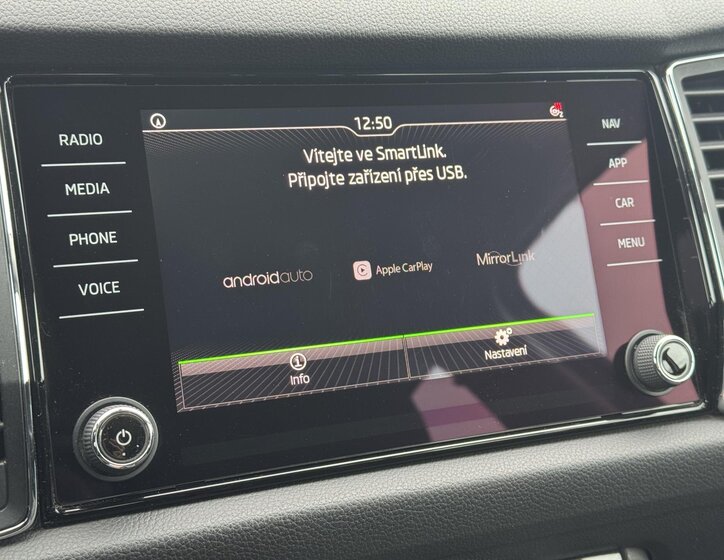 12:50
RADIO
MEDIA
PHONE
VOICE
Vítejte ve SmartLink.
Připojte zařízení přes USB.
androidauto
Apple CarPlay
MirrorLink
Info
Nastavení
NAV
APP
CAR
MENU